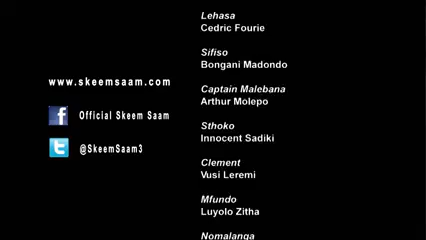 www.skeemsaam.com
Official Skeem Saam
@SkeemSaam3
Lehasa
Cedric Fourie
Sifiso
Bongani Madondo
Captain Malebana
Arthur Molepo
Sthoko
Innocent Sadiki
Clement
Vusi Leremi
Mfundo
Luyolo Zitha
Nomalanga